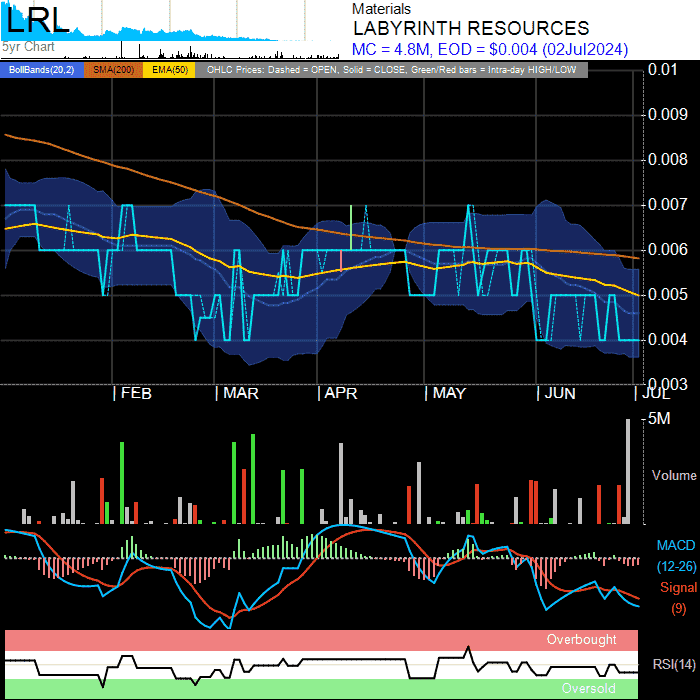 LRL
5yr Chart
Materials
LABYRINTH RESOURCES
MC = 4.8M, EOD = $0.004 (02Jul2024)
BollBands(20,2) SMA(200) EMA(50) OHLC Prices: Dashed = OPEN, Solid = CLOSE, Green/Red bars = Intra-day HIGH/LOW
0.01
0.009
0.008
0.007
0.006
0.005
0.004
0.003
FEB MAR APR MAY JUN JUL
5M
Volume
MACD
(12-26)
Signal
(9)
Overbought
RSI(14)
Oversold